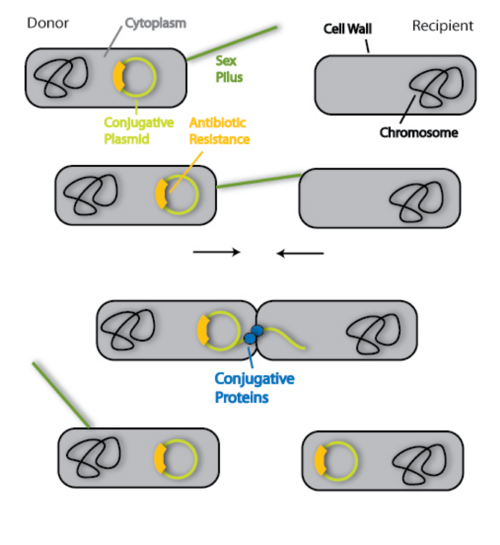 Donor
Cytoplasm
Cell Wall
Recipient
Sex
Pilus
Conjugative
Plasmid
Antibiotic
Resistance
Chromosome
Conjugative
Proteins